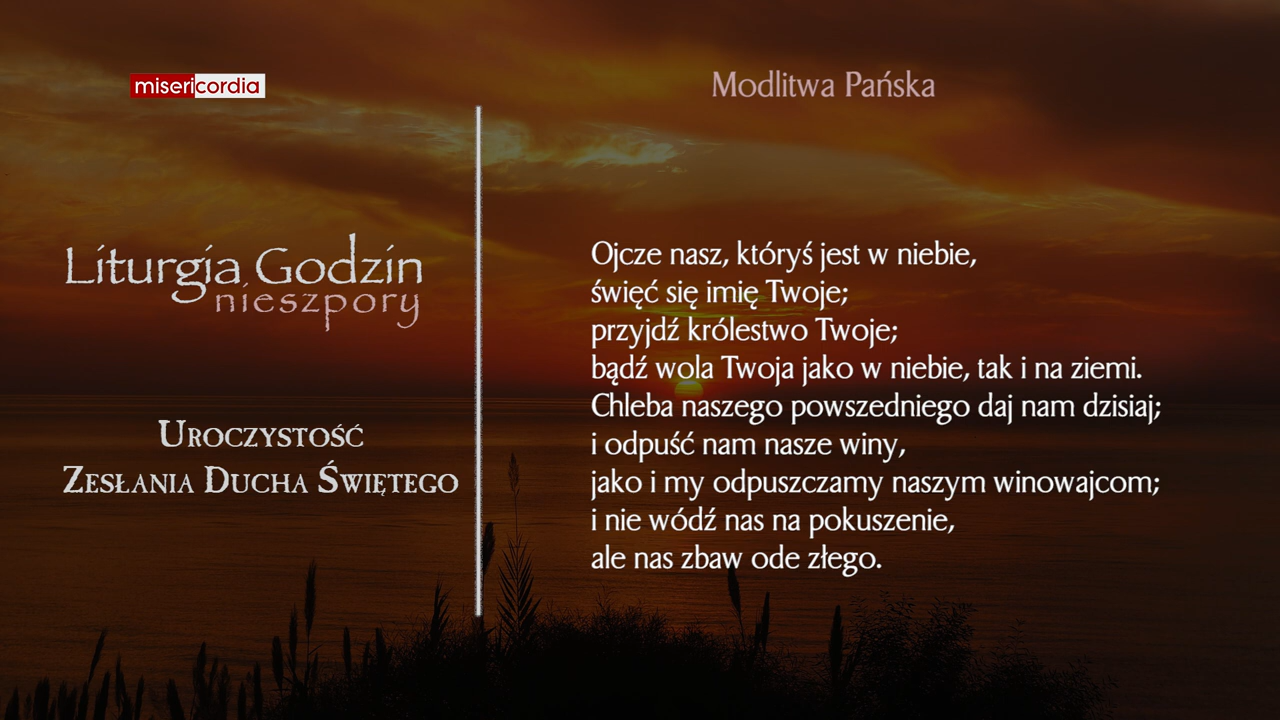 misericordia
Modlitwa Pańska
Liturgia Godzin
nieszpory
Uroczystość
Zesłania Ducha Świętego
Ojcze nasz, któryś jest w niebie,
święć się imię Twoje;
przyjdź królestwo Twoje;
bądź wola Twoja jako w niebie, tak i na ziemi.
Chleba naszego powszedniego daj nam dzisiaj;
i odpuść nam nasze winy,
jako i my odpuszczamy naszym winowajcom;
i nie wódź nas na pokuszenie,
ale nas zbaw ode złego.